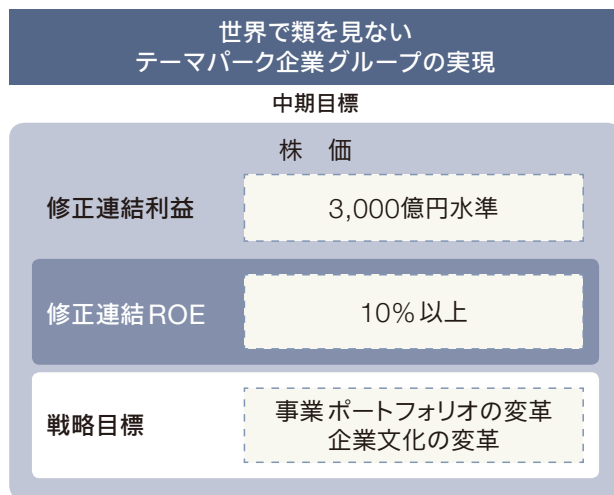 世界で類を見ない
テーマパーク企業グループの実現
中期目標
株 価
修正連結利益
3,000億円水準
修正連結ROE
10%以上
戦略目標
事業ポートフォリオの変革
企業文化の変革